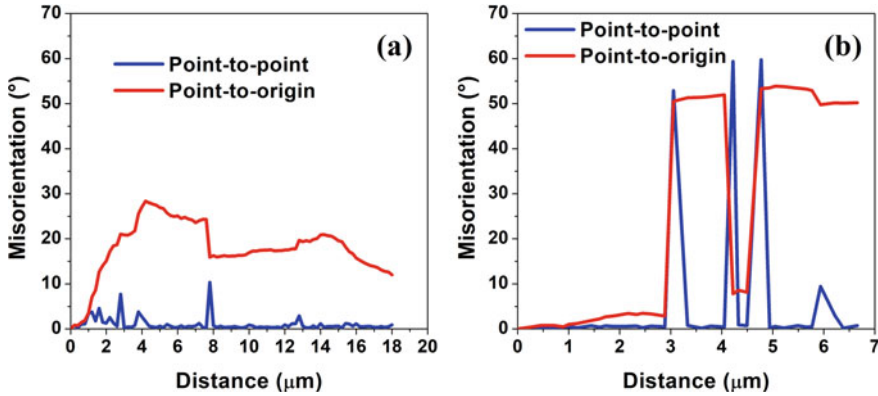 70
60
50
40
30
20
10
0
Misorientation (°)
(a)
Point-to-point
Point-to-origin
0 2 4 6 8 10 12 14 16 18 20
Distance (μm)
70
60
50
40
30
20
10
0
Misorientation (°)
Point-to-point
Point-to-origin
(b)
0 1 2 3 4 5 6 7
Distance (μm)